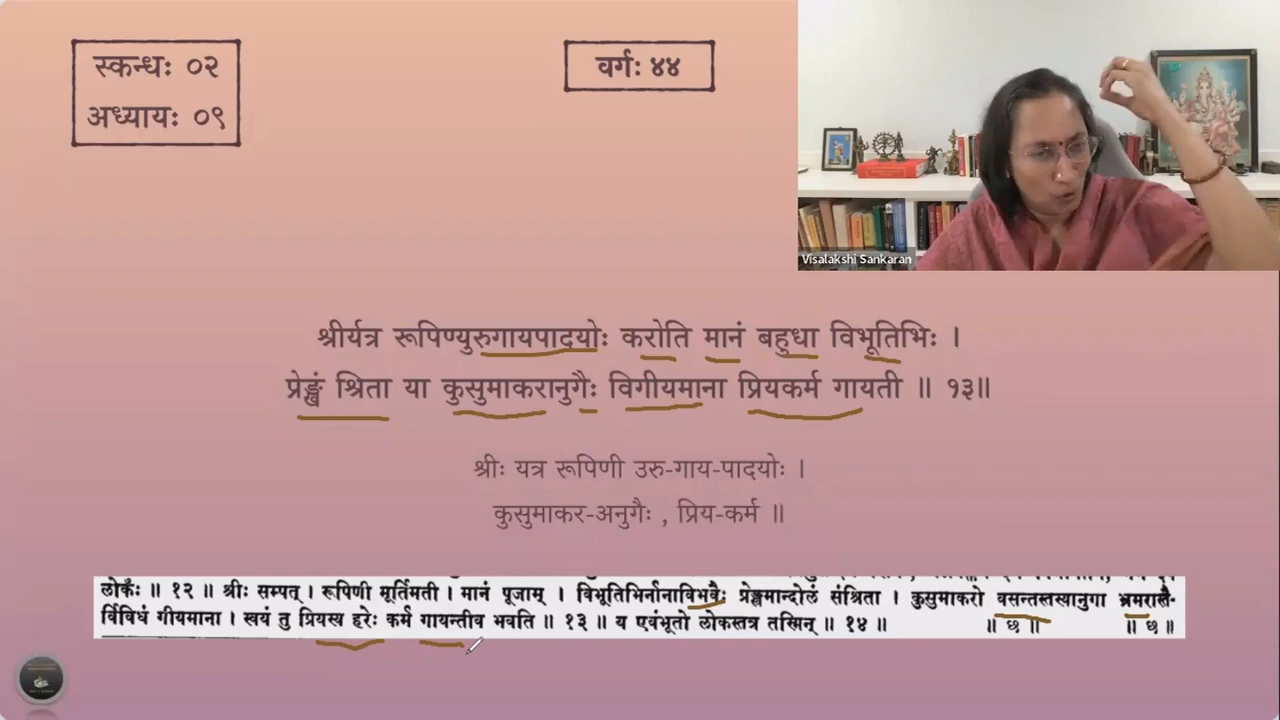 स्कन्धः ०२
अध्यायः ०९
वर्गः ४४
Visalakshi Sankaran
श्रीर्यत्र रूपिण्युरुगायपादयोः करोति मानं बहुधा विभूतिभिः ।
प्रेङ्खं श्रिता या कुसुमाकरानुगैः विगीयमाना प्रियकर्म गायती ॥ १३॥
श्रीः यत्र रूपिणी उरु-गाय-पादयोः ।
कुसुमाकर-अनुगैः , प्रिय-कर्म ॥
लोकैः ॥ १२ ॥ श्रीः सम्पत् । रूपिणी मूर्तिमती । मानं पूजाम् । विभूतिभिर्नानाविभवैः प्रेङ्खमान्दोलं संश्रिता । कुसुमाकरो वसन्तस्तस्यानुगा भ्रमरास्तै-
र्विविधं गीयमाना । स्वयं तु प्रियस्य हरेः कर्म गायन्तीव भवति ॥ १३ ॥ य एवंभूतो लोकस्तत्र तस्मिन् ॥ १४ ॥ ॥ छ ॥ ॥ छ ॥